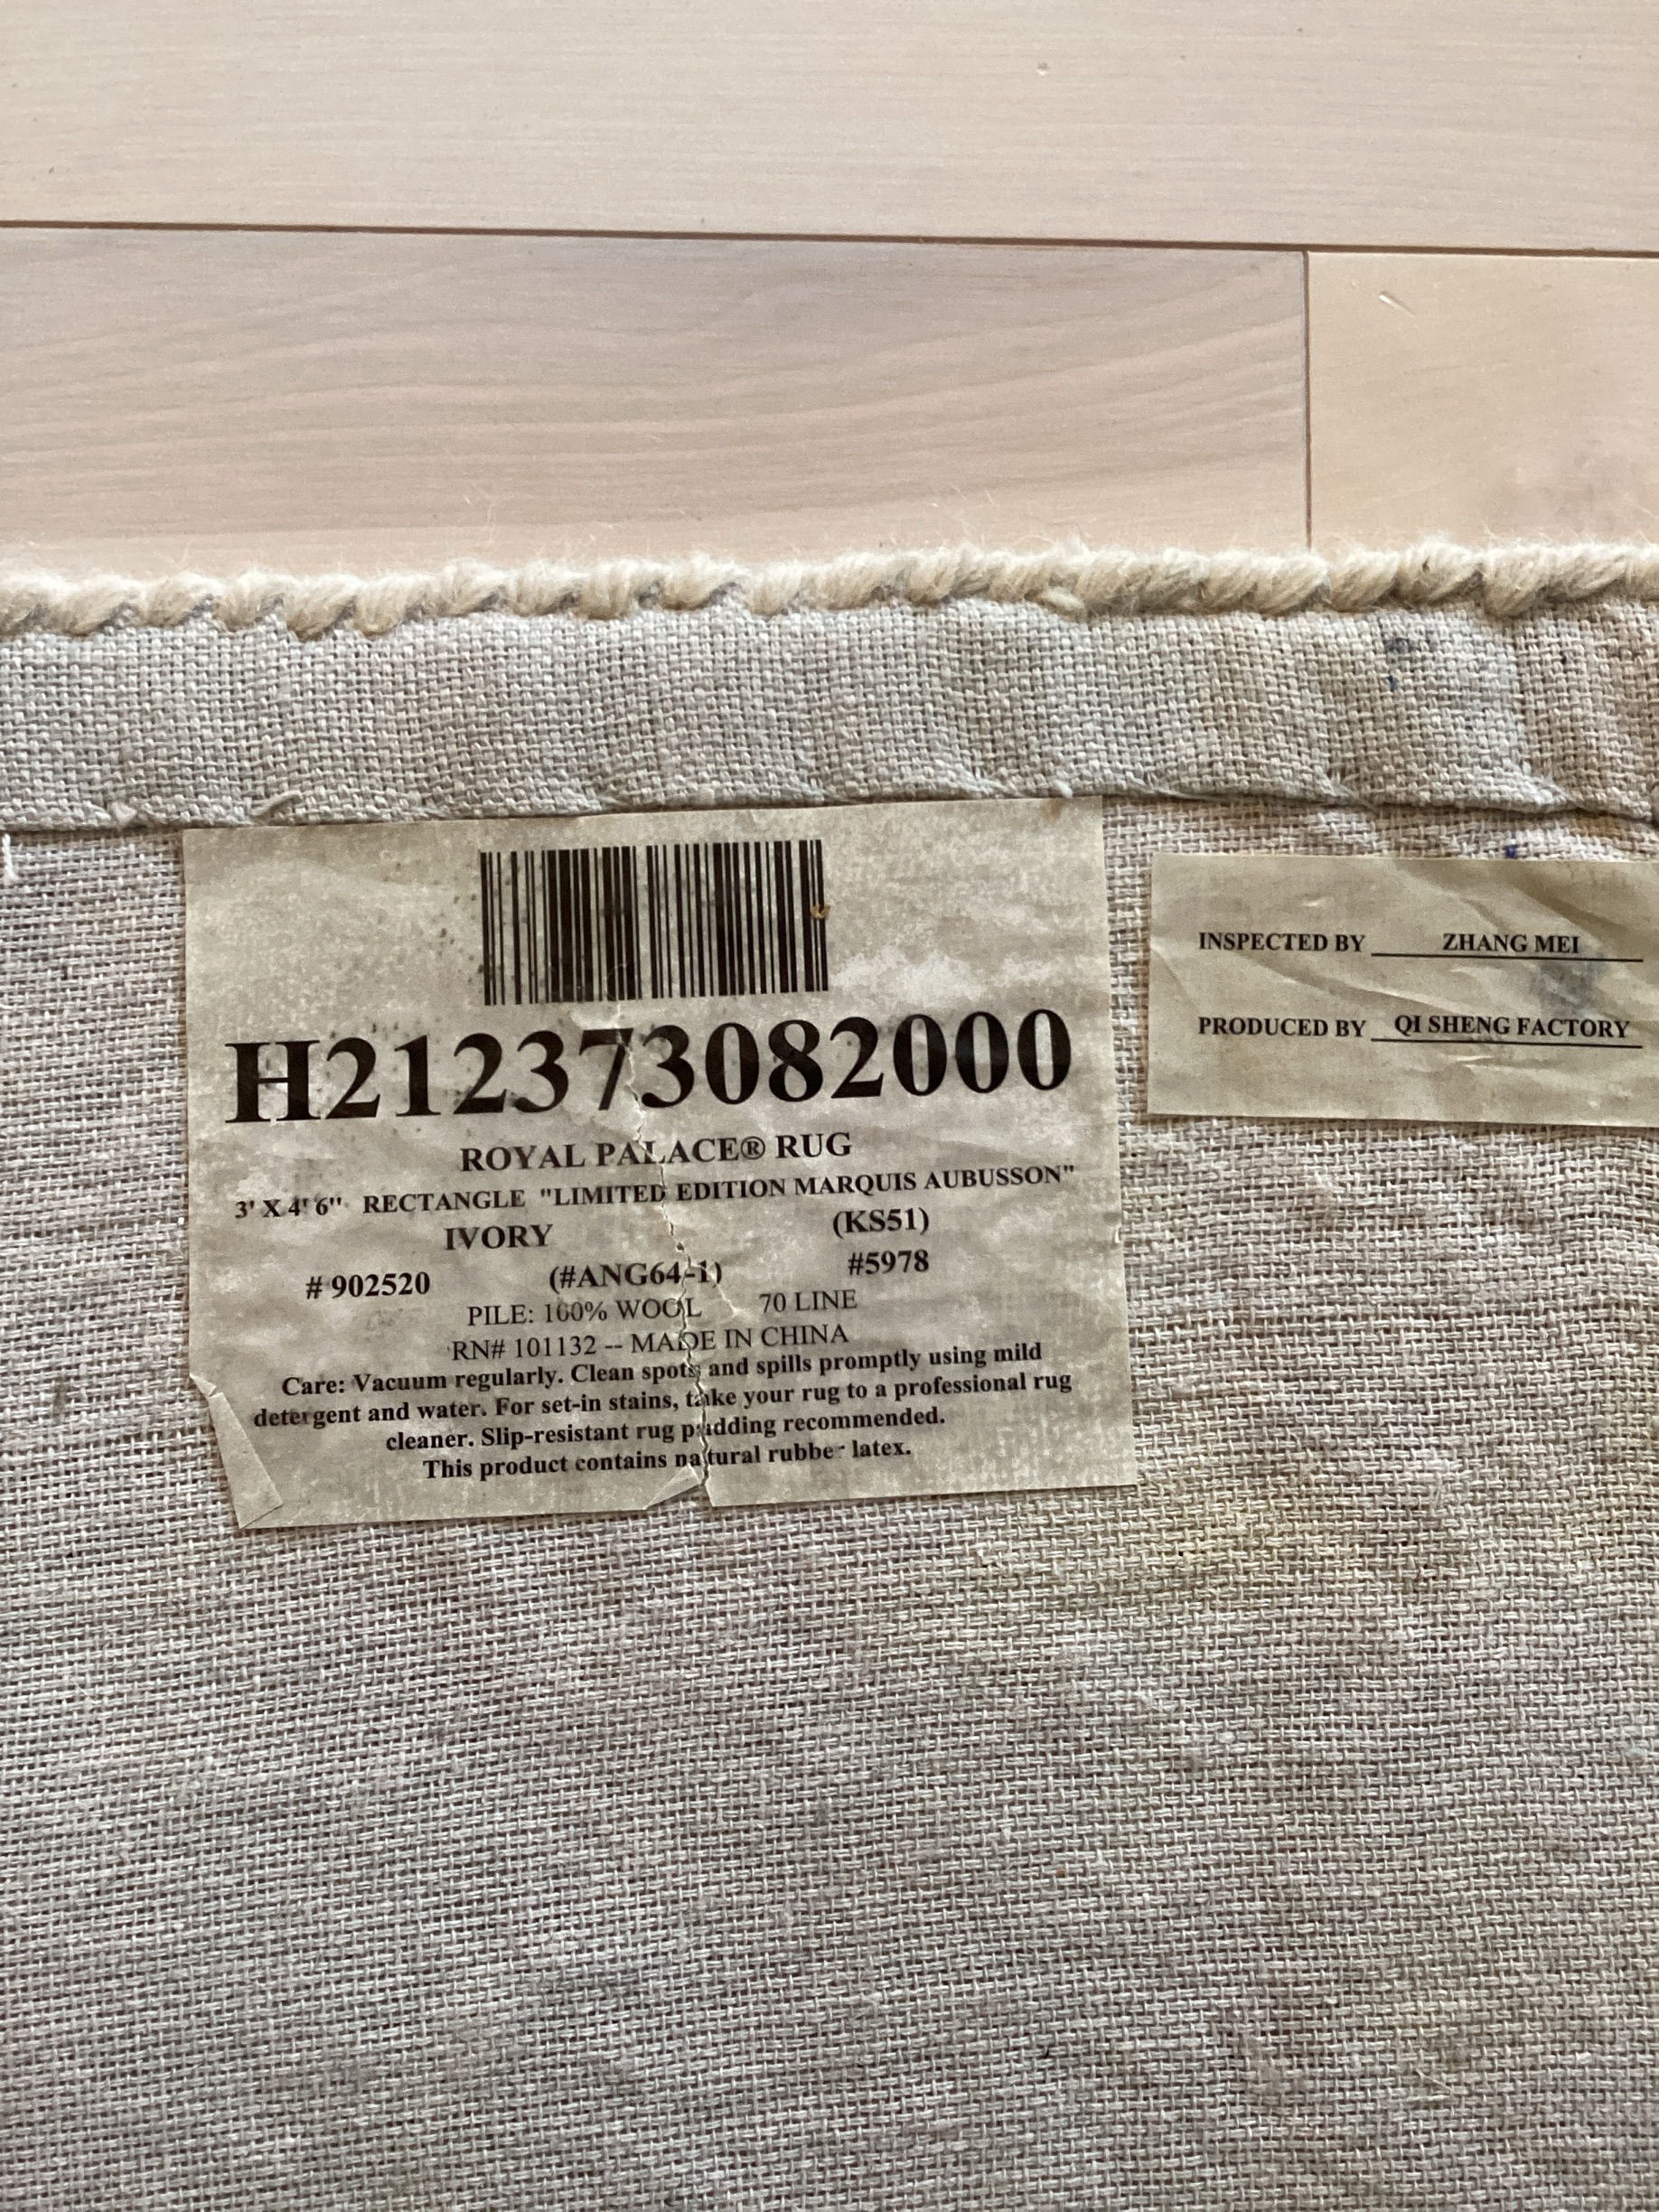 H212373082000
ROYAL PALACE® RUG
3' X 4' 6" RECTANGLE "LIMITED EDITION MARQUIS AUBUSSON"
IVORY (KS51)
# 902520 (#ANG64-1) #5978
PILE: 100% WOOL 70 LINE
RN# 101132 -- MADE IN CHINA
Care: Vacuum regularly. Clean spots and spills promptly using mild
detergent and water. For set-in stains, take your rug to a professional rug
cleaner. Slip-resistant rug padding recommended.
This product contains natural rubber latex.
INSPECTED BY ZHANG MEI
PRODUCED BY QI SHENG FACTORY